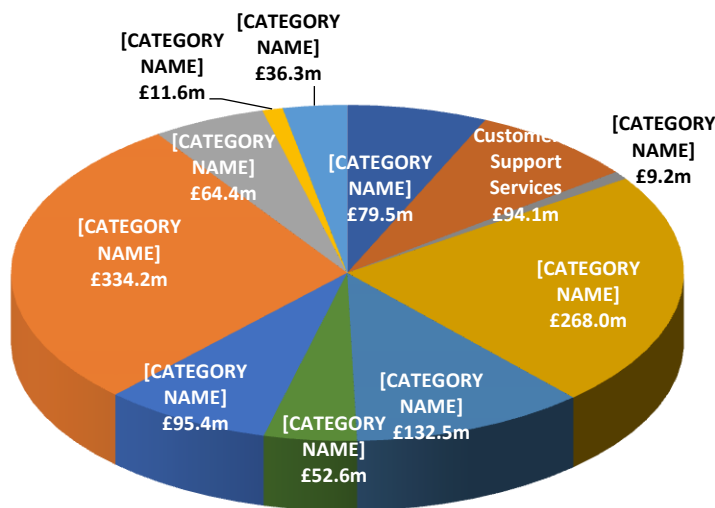 [CATEGORY
NAME]
£36.3m
[CATEGORY
NAME]
£11.6m
[CATEGORY
NAME]
£64.4m
[CATEGORY
NAME]
£79.5m
Customer
Support
Services
£94.1m
[CATEGORY
NAME]
£9.2m
[CATEGORY
NAME]
£334.2m
[CATEGORY
NAME]
£268.0m
[CATEGORY
NAME]
£95.4m
[CATEGORY
NAME]
£52.6m
[CATEGORY
NAME]
£132.5m